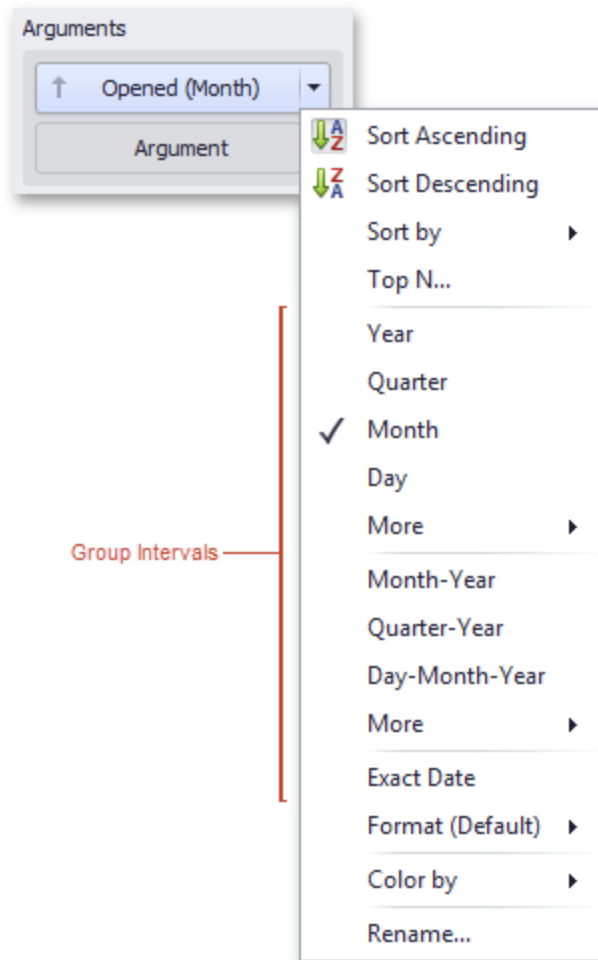 Arguments
Opened (Month)
Argument
A
Z
Sort Ascending
Z
A
Sort Descending
Sort by
Top N...
Year
Quarter
Month
Day
More
Group Intervals
Month-Year
Quarter-Year
Day-Month-Year
More
Exact Date
Format (Default)
Color by
Rename...